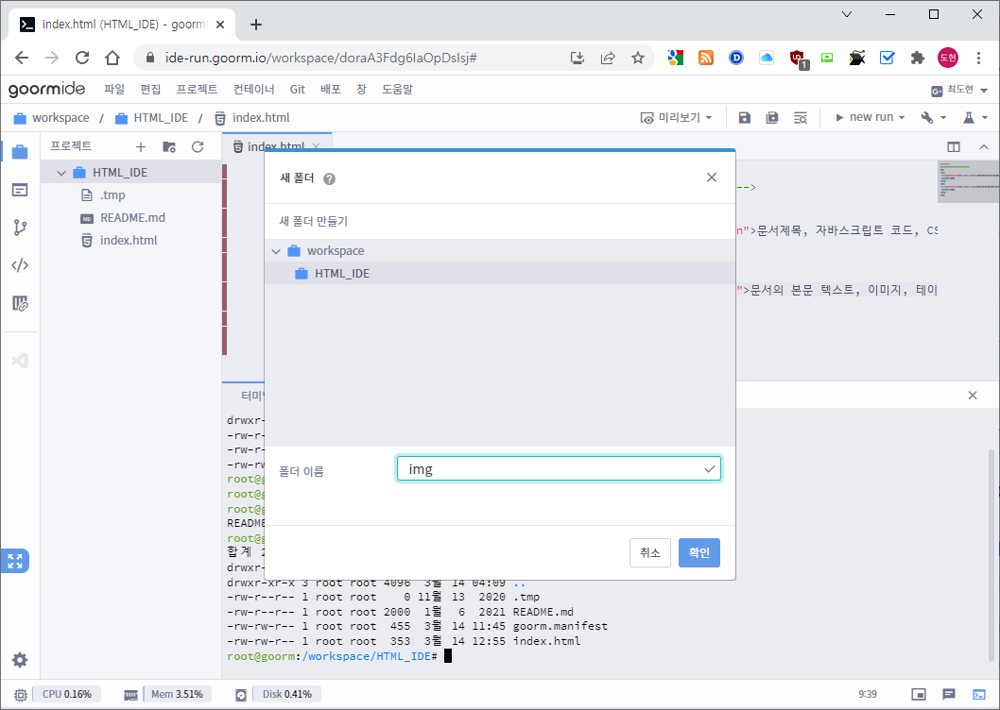 index.html (HTML_IDE) - goorm
ide-run.goorm.io/workspace/doraA3Fdg6IaOpDsIsj#
1
도현
goormide 파일 편집 프로젝트 컨테이너 Git 배포 창 도움말
G+ 최도현
workspace / HTML_IDE / index.html
미리보기
new run
프로젝트
index.html
HTML_IDE
.tmp
README.md
index.html
-->
n">문서제목, 자바스크립트 코드, CS
">문서의 본문 텍스트, 이미지, 테이
새 폴더
새 폴더 만들기
workspace
HTML_IDE
폴더 이름
img
취소
확인
터미
drwxr-
-rw-r-
-rw-r-
-rw-rw
root@g
root@g
root@g
README
root@g
합계 2
drwxr-
drwxr-xr-x 3 root root 4096 3월 14 04:09 ..
-rw-r--r-- 1 root root 0 11월 13 2020 .tmp
-rw-r--r-- 1 root root 2000 1월 6 2021 README.md
-rw-rw-r-- 1 root root 455 3월 14 11:45 goorm.manifest
-rw-rw-r-- 1 root root 353 3월 14 12:55 index.html
root@goorm:/workspace/HTML_IDE#
CPU 0.16%
Mem 3.51%
Disk 0.41%
9:39